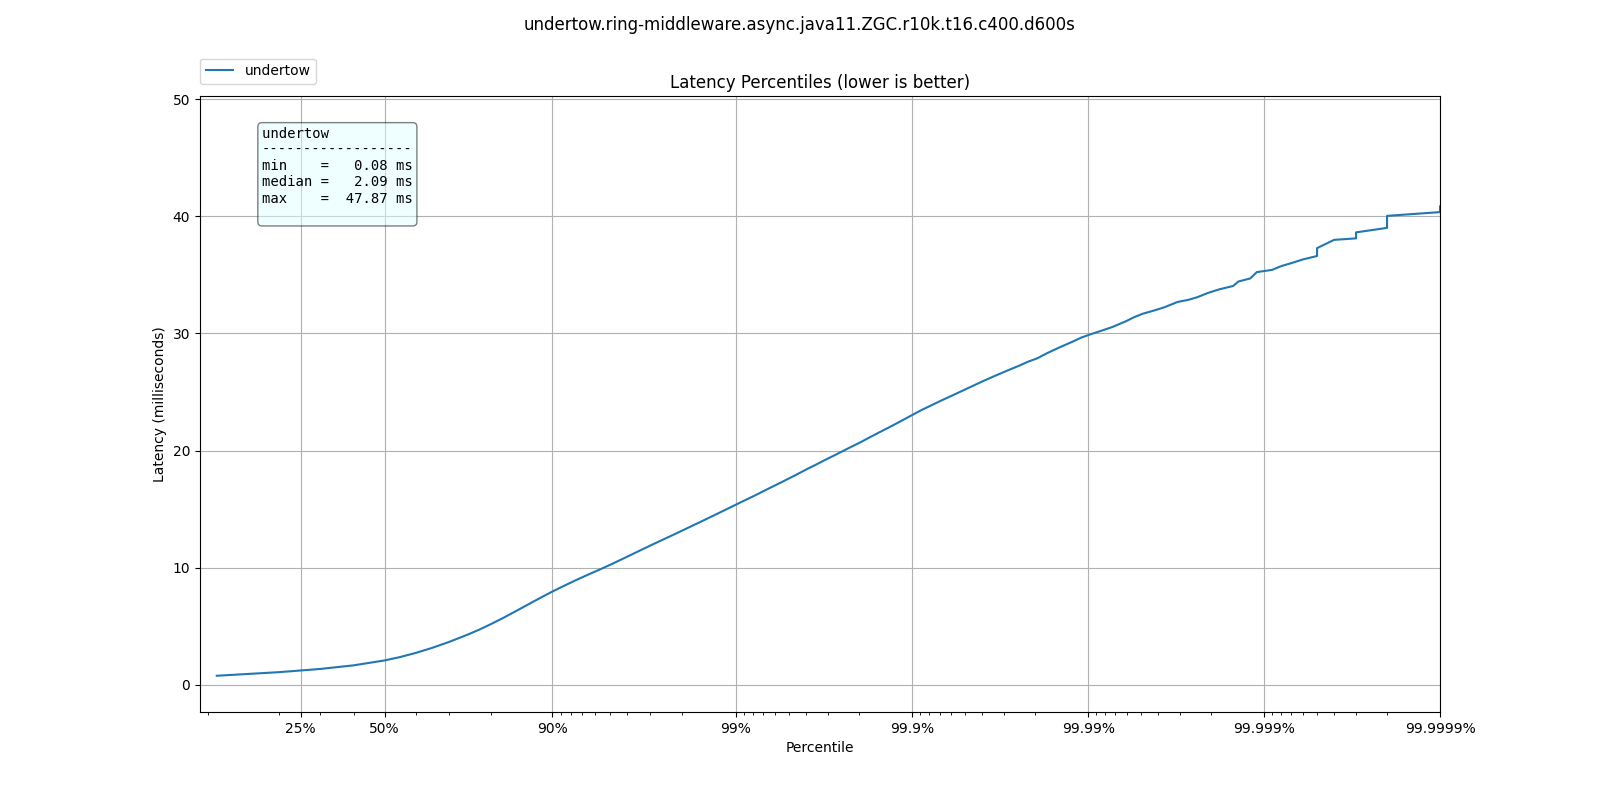 undertow.ring-middleware.async.java11.ZGC.r10k.t16.c400.d600s
undertow
Latency Percentiles (lower is better)
undertow
------------------
min    =   0.08 ms
median =   2.09 ms
max    =  47.87 ms
50
40
30
20
10
0
Latency (milliseconds)
25% 50% 90% 99% 99.9% 99.99% 99.999% 99.9999%
Percentile